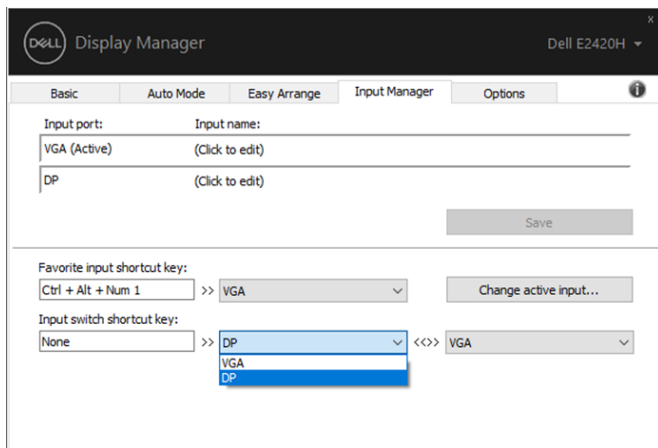 x
DELL Display Manager Dell E2420H
Basic Auto Mode Easy Arrange Input Manager Options i
Input port: Input name:
VGA (Active) (Click to edit)
DP (Click to edit)
Save
Favorite input shortcut key:
Ctrl + Alt + Num 1 >> VGA Change active input...
Input switch shortcut key:
None >> DP <<>> VGA
VGA
DP